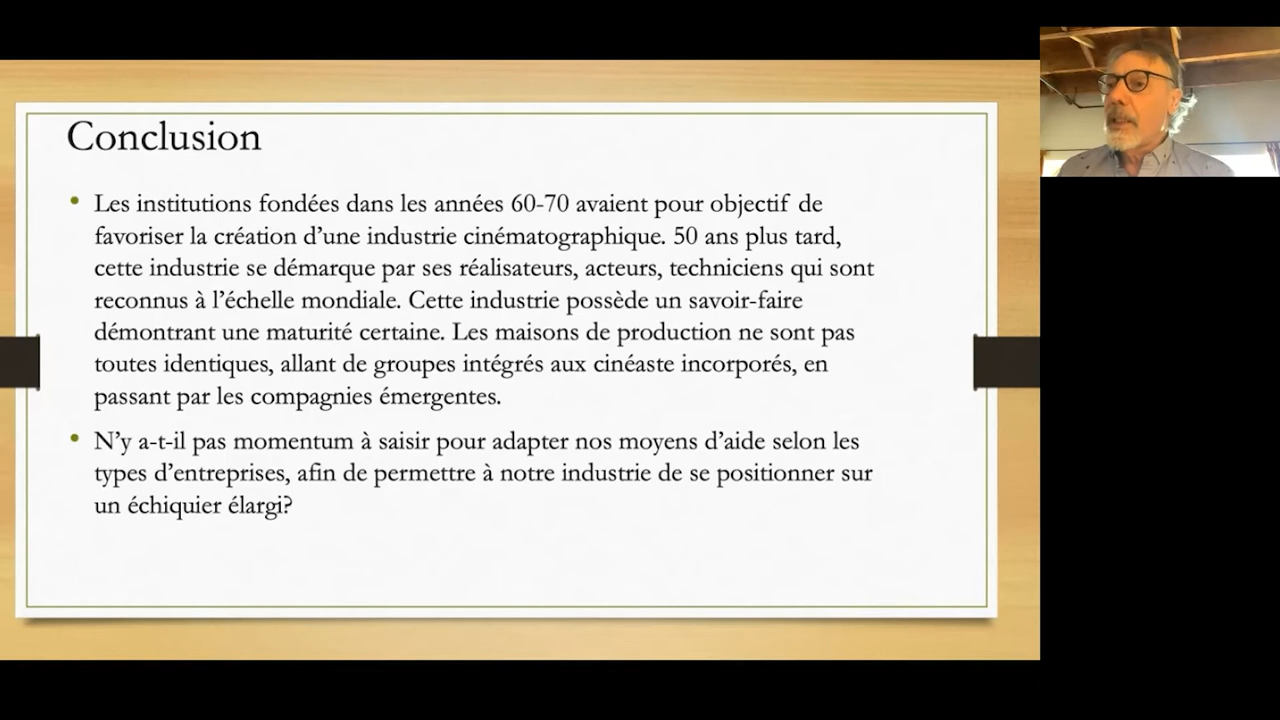 Conclusion
Les institutions fondées dans les années 60-70 avaient pour objectif de
favoriser la création d’une industrie cinématographique. 50 ans plus tard,
cette industrie se démarque par ses réalisateurs, acteurs, techniciens qui sont
reconnus à l’échelle mondiale. Cette industrie possède un savoir-faire
démontrant une maturité certaine. Les maisons de production ne sont pas
toutes identiques, allant de groupes intégrés aux cinéaste incorporés, en
passant par les compagnies émergentes.
N’y a-t-il pas momentum à saisir pour adapter nos moyens d’aide selon les
types d’entreprises, afin de permettre à notre industrie de se positionner sur
un échiquier élargi?